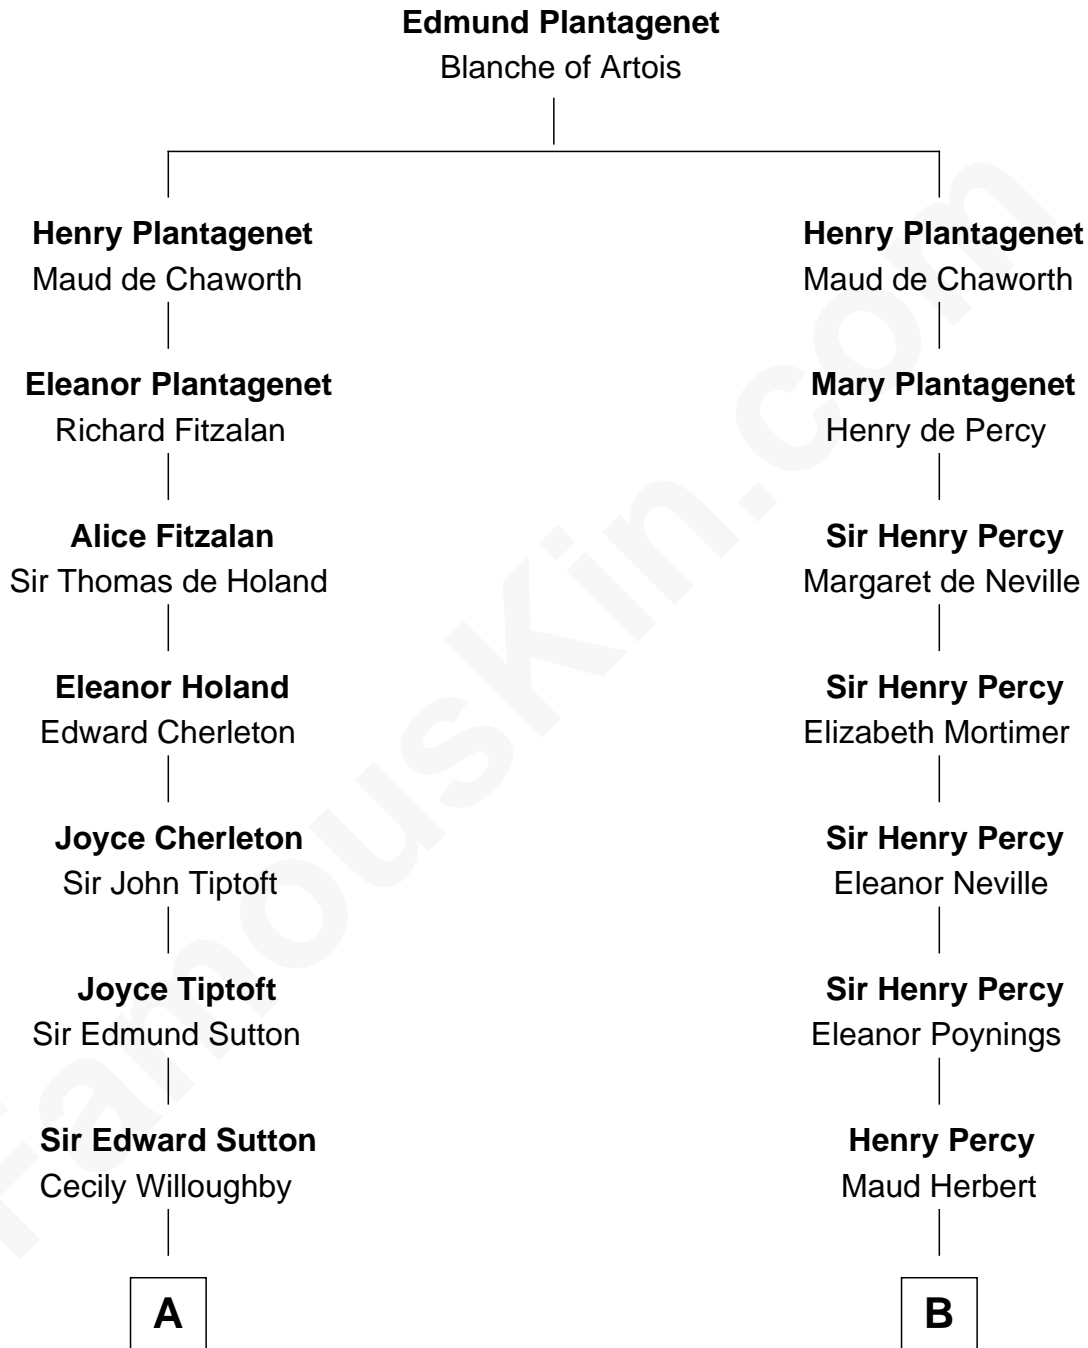 Edmund Plantagenet
Blanche of Artois
Henry Plantagenet
Maud de Chaworth
Eleanor Plantagenet
Richard Fitzalan
Alice Fitzalan
Sir Thomas de Holand
Eleanor Holand
Edward Cherleton
Joyce Cherleton
Sir John Tiptoft
Joyce Tiptoft
Sir Edmund Sutton
Sir Edward Sutton
Cecily Willoughby
A
Henry Plantagenet
Maud de Chaworth
Mary Plantagenet
Henry de Percy
Sir Henry Percy
Margaret de Neville
Sir Henry Percy
Elizabeth Mortimer
Sir Henry Percy
Eleanor Neville
Sir Henry Percy
Eleanor Poynings
Henry Percy
Maud Herbert
B
FamousKin.com